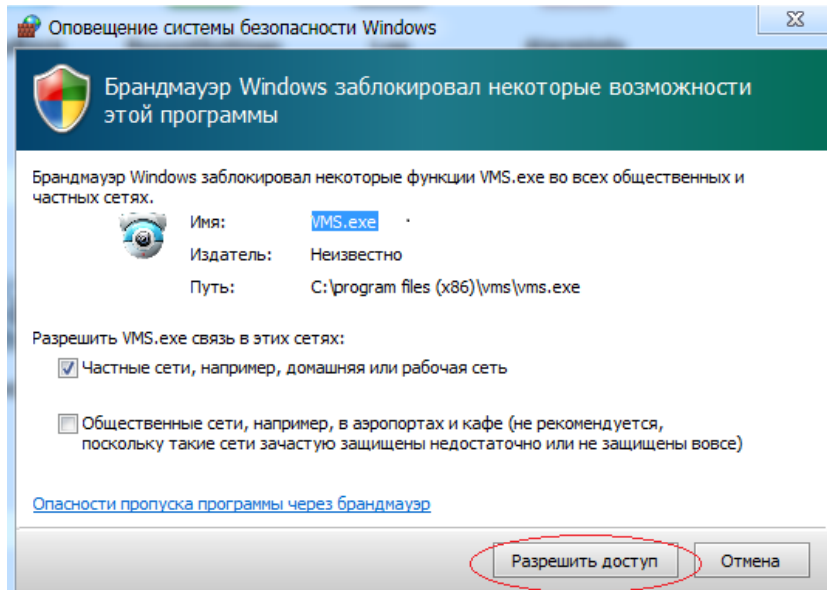 Оповещение системы безопасности Windows
Брандмауэр Windows заблокировал некоторые возможности
этой программы
Брандмауэр Windows заблокировал некоторые функции VMS.exe во всех общественных и
частных сетях.
Имя: VMS.exe
Издатель: Неизвестно
Путь: C:\program files (x86)\vms\vms.exe
Разрешить VMS.exe связь в этих сетях:
Частные сети, например, домашняя или рабочая сеть
Общественные сети, например, в аэропортах и кафе (не рекомендуется,
поскольку такие сети зачастую защищены недостаточно или не защищены вовсе)
Опасности пропуска программы через брандмауэр
Разрешить доступ Отмена